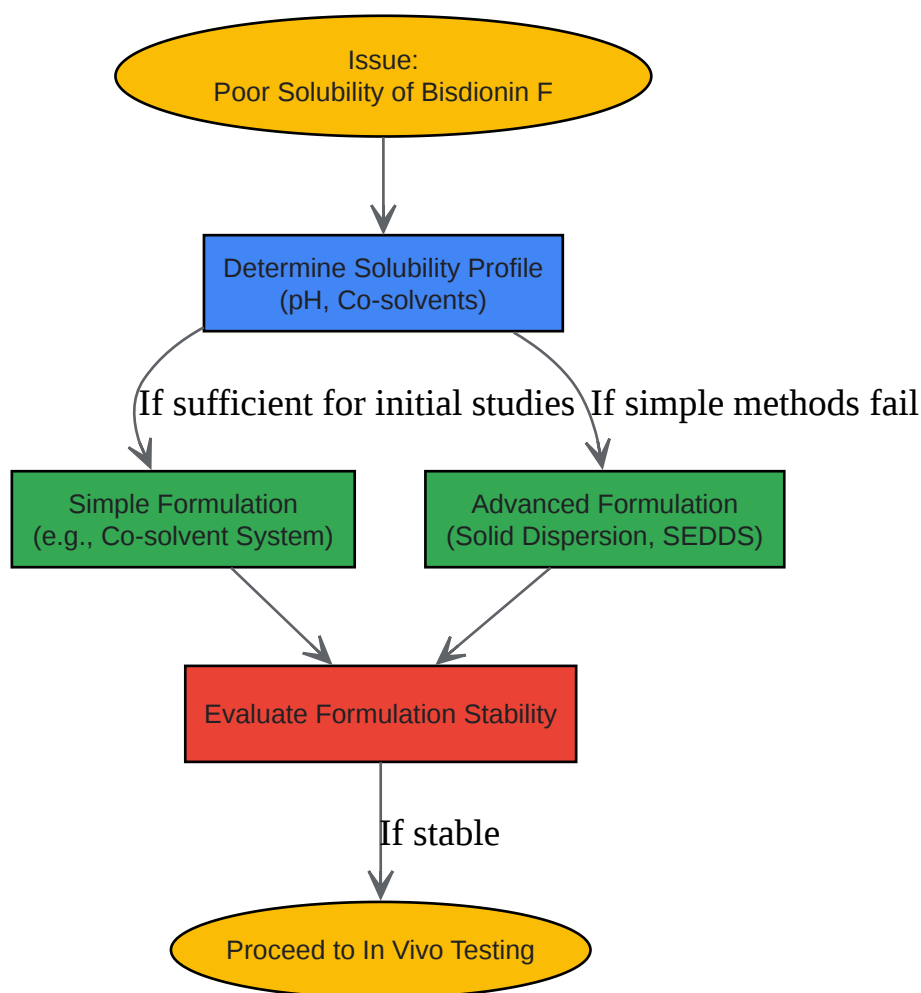 Issue:
Poor Solubility of Bisdionin F
Determine Solubility Profile
(pH, Co-solvents)
If sufficient for initial studies
If simple methods fail
Simple Formulation
(e.g., Co-solvent System)
Advanced Formulation
(Solid Dispersion, SEDDS)
Evaluate Formulation Stability
If stable
Proceed to In Vivo Testing